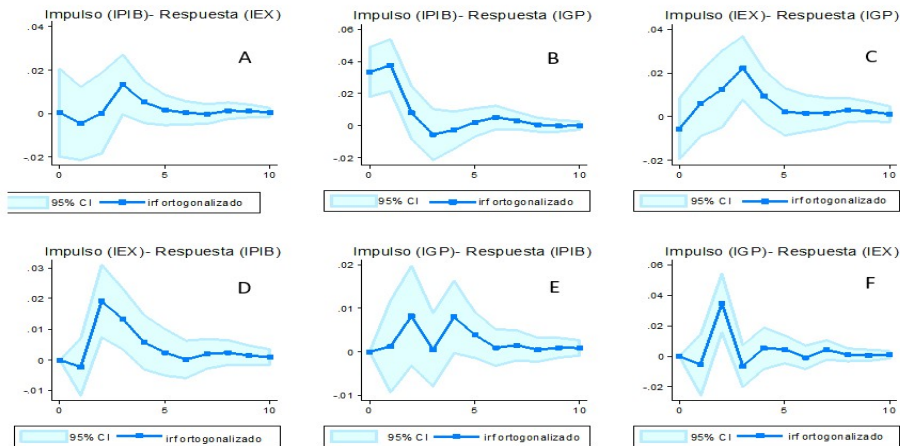 Impulso (IPIB)- Respuesta (IEX)
.04
.02
0
-.02
0
5
10
A
95% CI
irf ortogonalizado
Impulso (IPIB)- Respuesta (IGP)
.06
.04
.02
0
-.02
0
5
10
B
95% CI
irf ortogonalizado
Impulso (IEX)- Respuesta (IGP)
.04
.02
0
-.02
0
5
10
C
95% CI
irf ortogonalizado
Impulso (IEX)- Respuesta (IPIB)
.03
.02
.01
0
-.01
0
5
10
D
95% CI
irf ortogonalizado
Impulso (IGP)- Respuesta (IPIB)
.02
.01
0
-.01
0
5
10
E
95% CI
irf ortogonalizado
Impulso (IGP)- Respuesta (IEX)
.06
.04
.02
0
-.02
0
5
10
F
95% CI
irf ortogonalizado